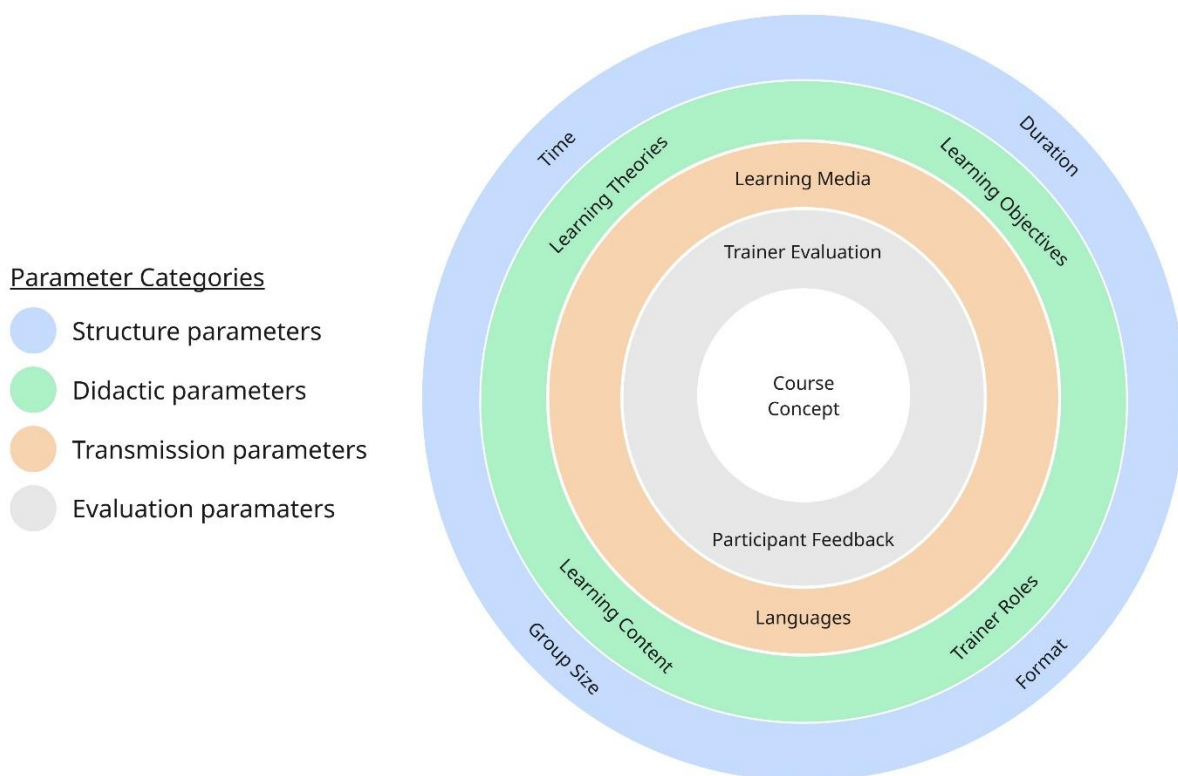 Parameter Categories
Structure parameters
Didactic parameters
Transmission parameters
Evaluation paramaters
Time
Duration
Learning Theories
Learning Objectives
Learning Media
Trainer Evaluation
Course
Concept
Participant Feedback
Languages
Learning Content
Trainer Roles
Group Size
Format